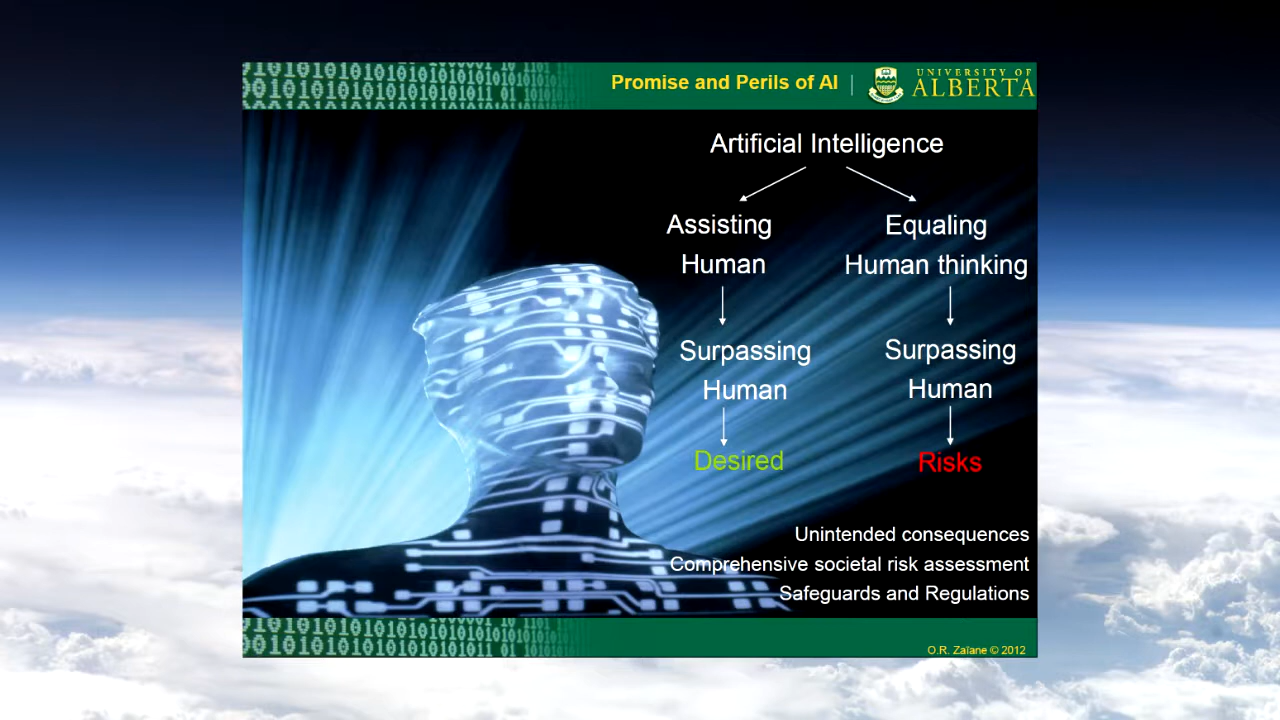 Promise and Perils of AI
UNIVERSITY OF
ALBERTA
Artificial Intelligence
Assisting
Human
Equaling
Human thinking
Surpassing
Human
Surpassing
Human
Desired
Risks
Unintended consequences
Comprehensive societal risk assessment
Safeguards and Regulations
O.R. Zaïane © 2012